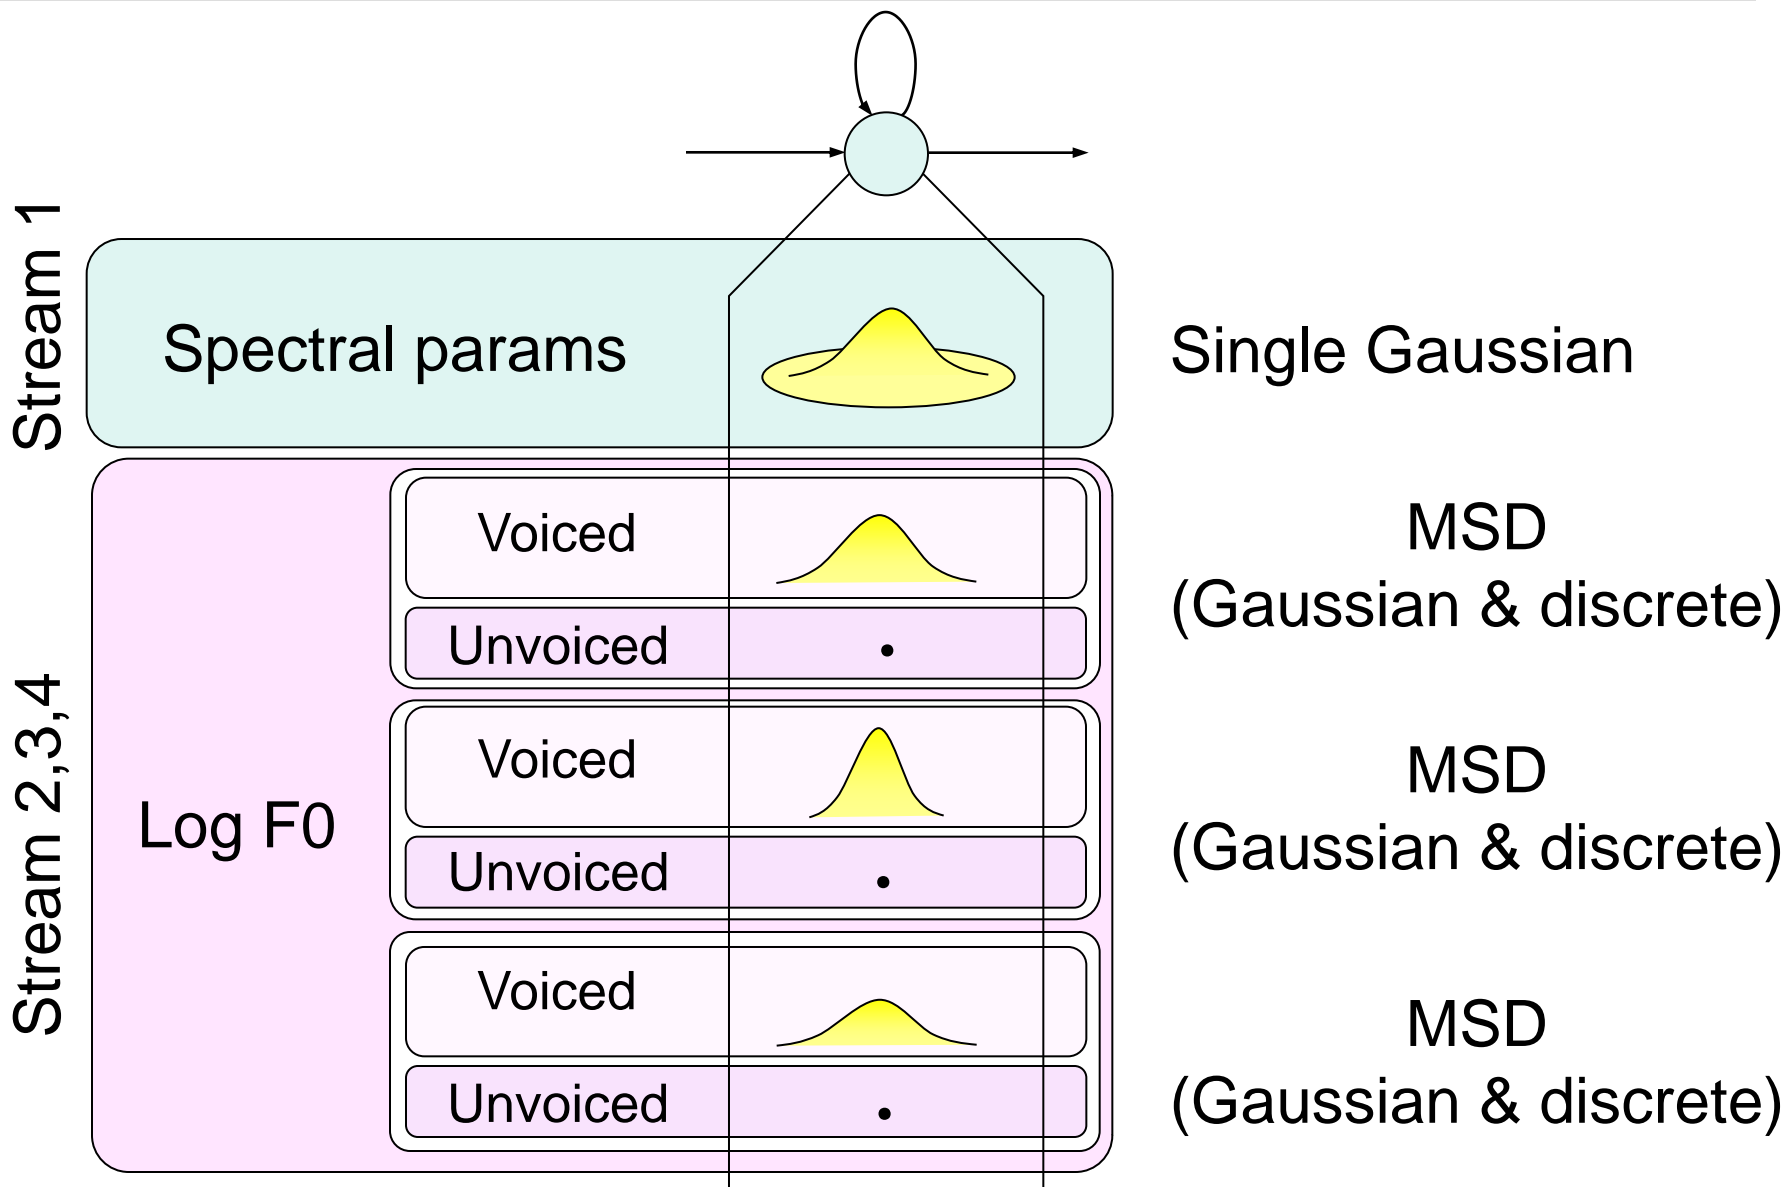 Stream 1
Spectral params
Single Gaussian
Stream 2,3,4
Log F0
Voiced
Unvoiced
MSD
(Gaussian & discrete)
Voiced
Unvoiced
MSD
(Gaussian & discrete)
Voiced
Unvoiced
MSD
(Gaussian & discrete)